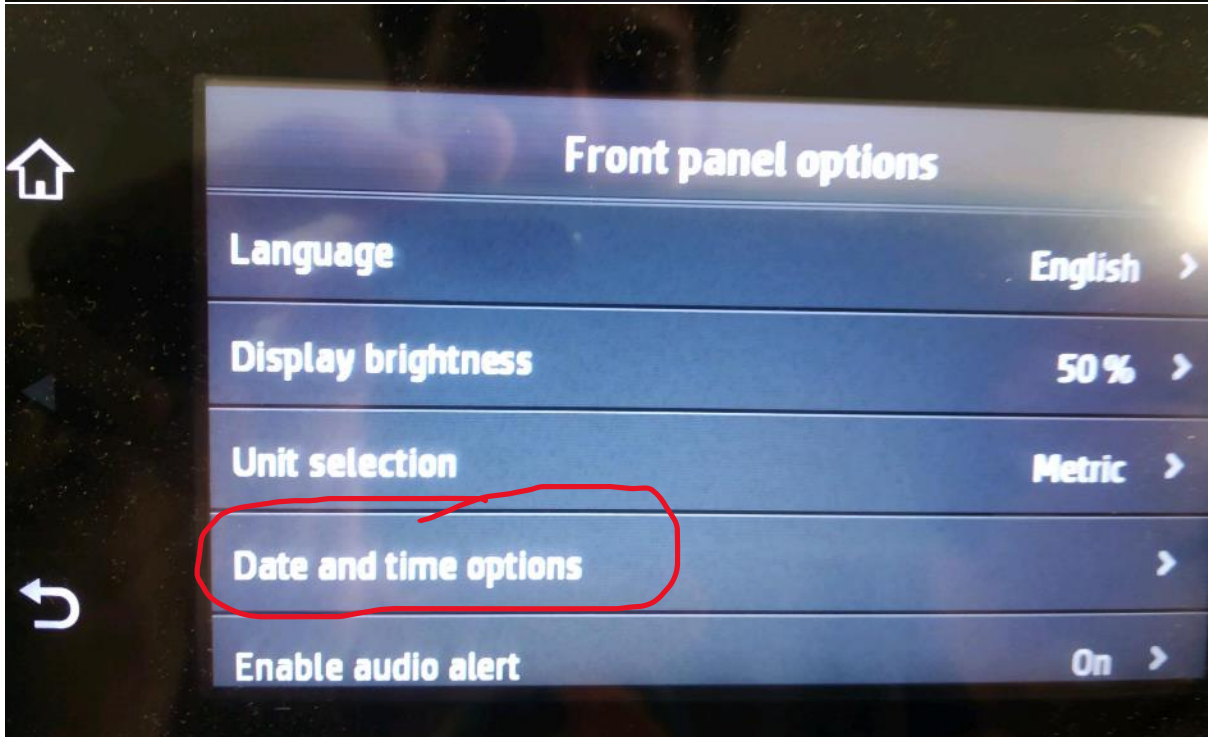 Front panel options
Language English
Display brightness 50 %
Unit selection Metric
Date and time options
Enable audio alert On